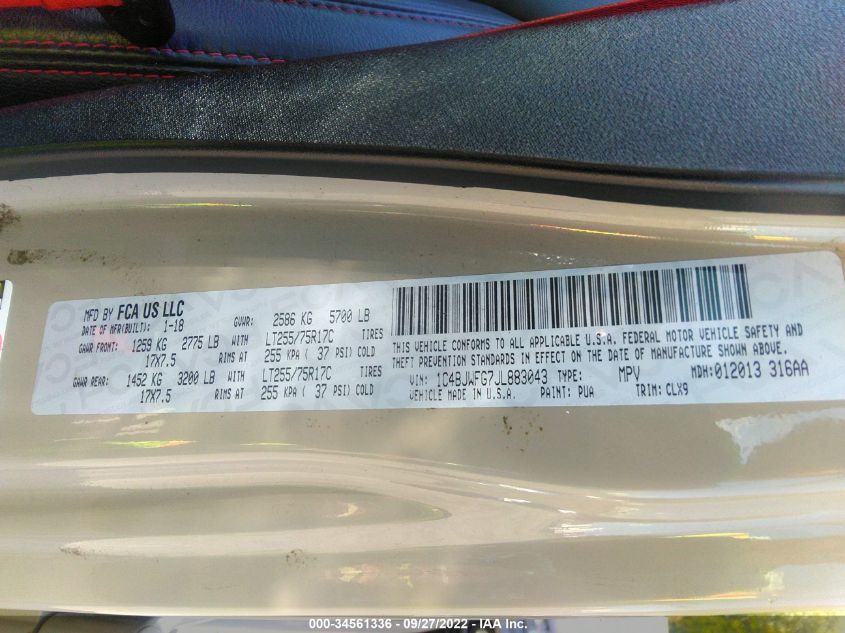 MFD BY FCA US LLC
DATE OF MFR(BUILT): 1-18 GVWR: 2586 KG 5700 LB
GAWR FRONT: 1259 KG 2775 LB WITH LT255/75R17C TIRES
17X7.5 RIMS AT 255 KPA ( 37 PSI) COLD
GAWR REAR: 1452 KG 3200 LB WITH LT255/75R17C TIRES
17X7.5 RIMS AT 255 KPA ( 37 PSI) COLD
THIS VEHICLE CONFORMS TO ALL APPLICABLE U.S.A. FEDERAL MOTOR VEHICLE SAFETY AND
THEFT PREVENTION STANDARDS IN EFFECT ON THE DATE OF MANUFACTURE SHOWN ABOVE.
VIN: 1C4BJWFG7JL883043 TYPE: MPV MDH: 012013 316AA
VEHICLE MADE IN U.S.A. PAINT: PUA TRIM: CLX9
000-34561336 - 09/27/2022 - IAA Inc.